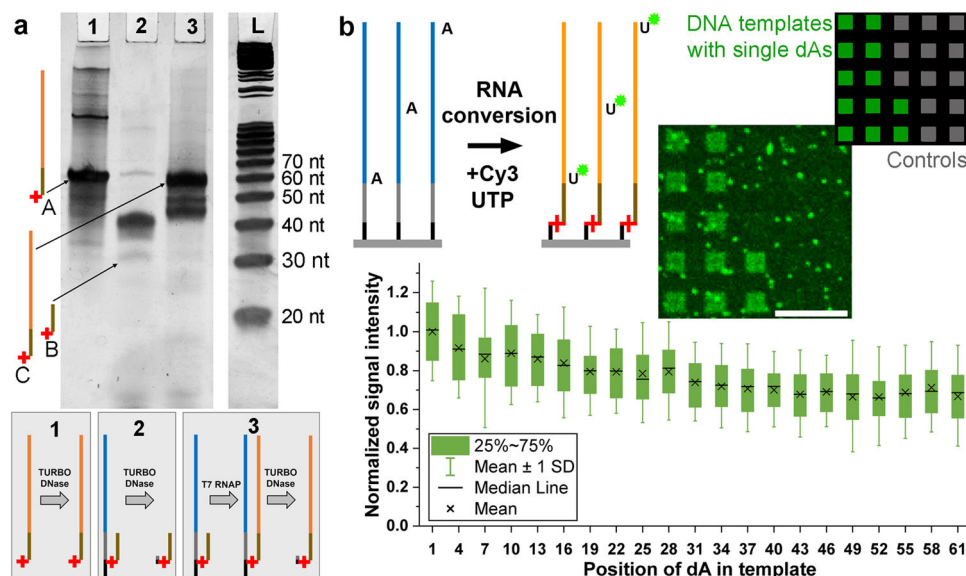 a
1 2 3 L
70 nt
60 nt
50 nt
40 nt
30 nt
20 nt
A
B
C
1
TURBO
DNase
2
TURBO
DNase
3
T7 RNAP
TURBO
DNase
b
A
A
A
RNA
conversion
+Cy3
UTP
U
U
U
DNA templates
with single dAs
Controls
Normalized signal intensity
1.2
1.0
0.8
0.6
0.4
0.2
0.0
25%~75%
Mean ± 1 SD
Median Line
Mean
1 4 7 10 13 16 19 22 25 28 31 34 37 40 43 46 49 52 55 58 61
Position of dA in template